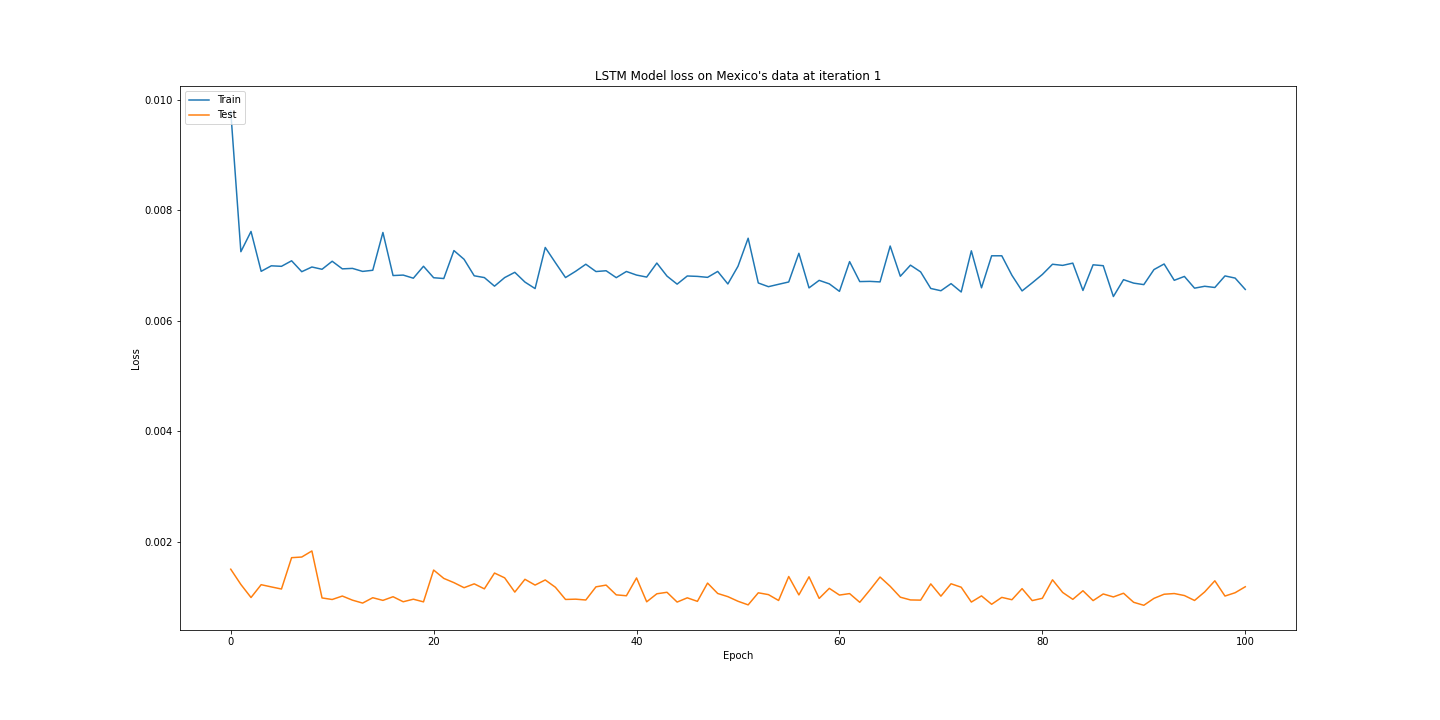 LSTM Model loss on Mexico's data at iteration 1
Train
Test
0.010
0.008
0.006
0.004
0.002
Loss
0 20 40 60 80 100
Epoch